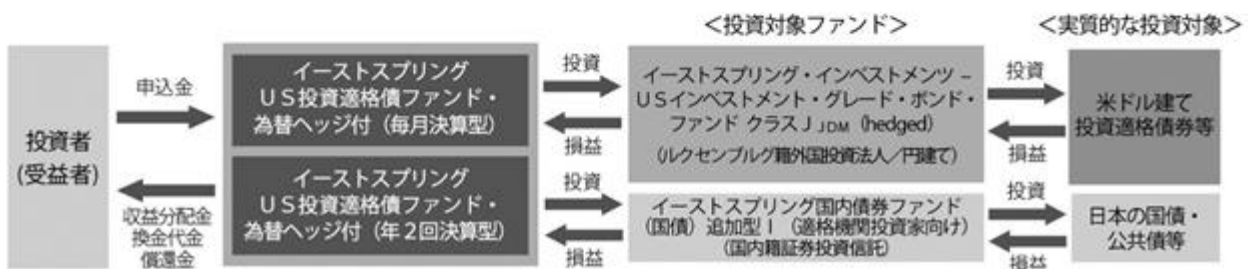 ＜投資対象ファンド＞
＜実質的な投資対象＞
投資者
(受益者)
申込金
収益分配金
換金代金
償還金
イーストスプリング
ＵＳ投資適格債ファンド・
為替ヘッジ付（毎月決算型）
イーストスプリング
ＵＳ投資適格債ファンド・
為替ヘッジ付（年２回決算型）
投資
損益
投資
損益
イーストスプリング・インベストメンツ－
ＵＳインベストメント・グレード・ボンド・
ファンド クラスＪ JDM（hedged）
（ルクセンブルグ籍外国投資法人／円建て）
イーストスプリング国内債券ファンド
（国債）追加型Ⅰ（適格機関投資家向け）
（国内籍証券投資信託）
投資
損益
投資
損益
米ドル建て
投資適格債券等
日本の国債・
公共債等